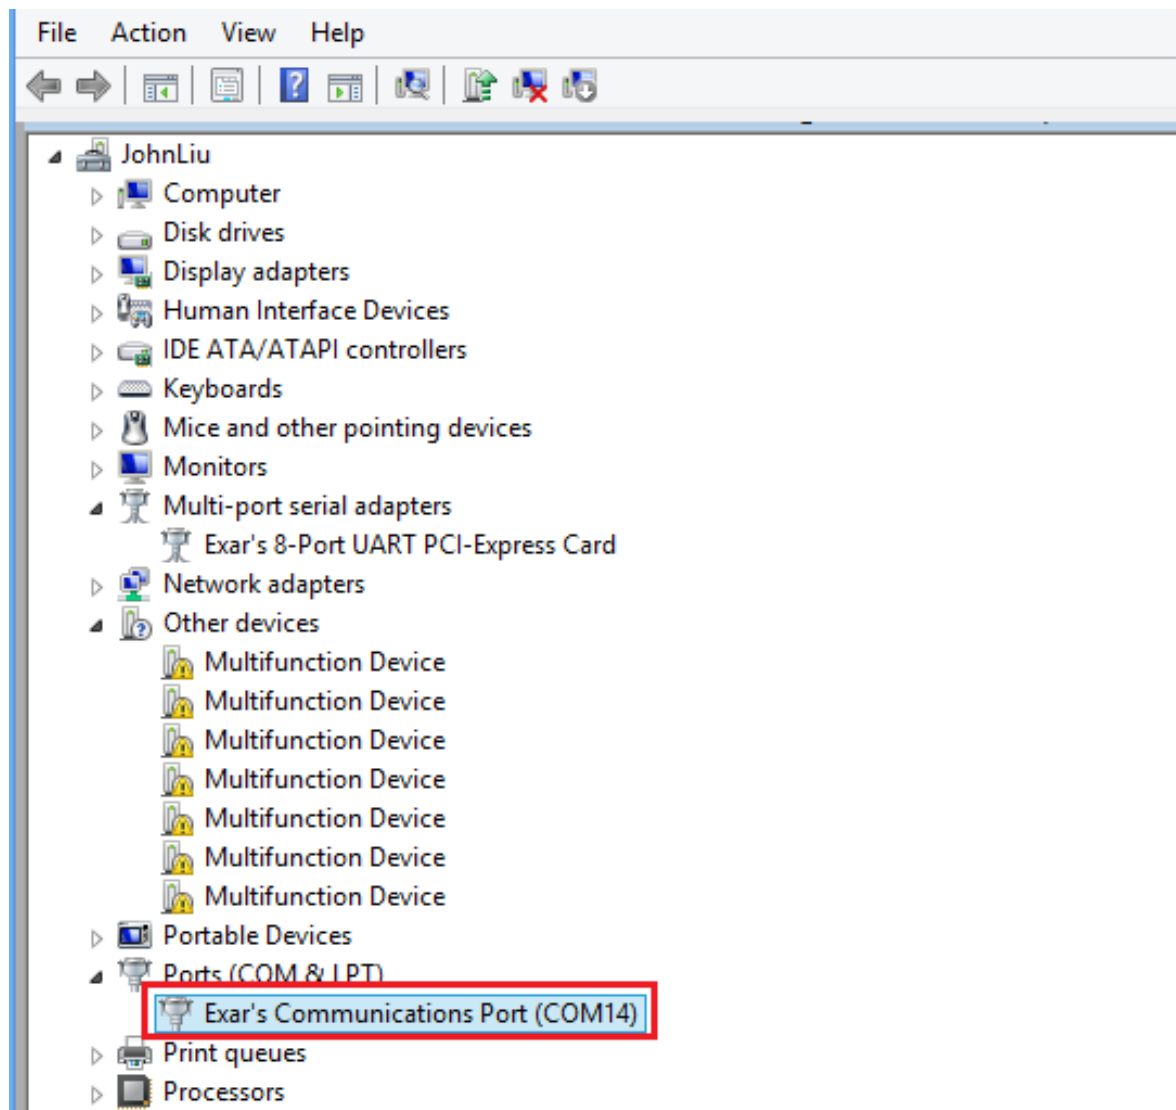 File Action View Help
JohnLiu
Computer
Disk drives
Display adapters
Human Interface Devices
IDE ATA/ATAPI controllers
Keyboards
Mice and other pointing devices
Monitors
Multi-port serial adapters
Exar's 8-Port UART PCI-Express Card
Network adapters
Other devices
Multifunction Device
Multifunction Device
Multifunction Device
Multifunction Device
Multifunction Device
Multifunction Device
Multifunction Device
Portable Devices
Ports (COM & LPT)
Exar's Communications Port (COM14)
Print queues
Processors